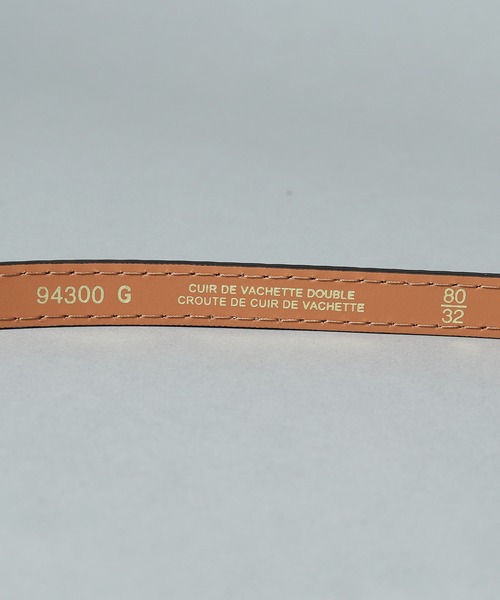 94300 G
CUIR DE VACHETTE DOUBLE
CROUTE DE CUIR DE VACHETTE
80
32